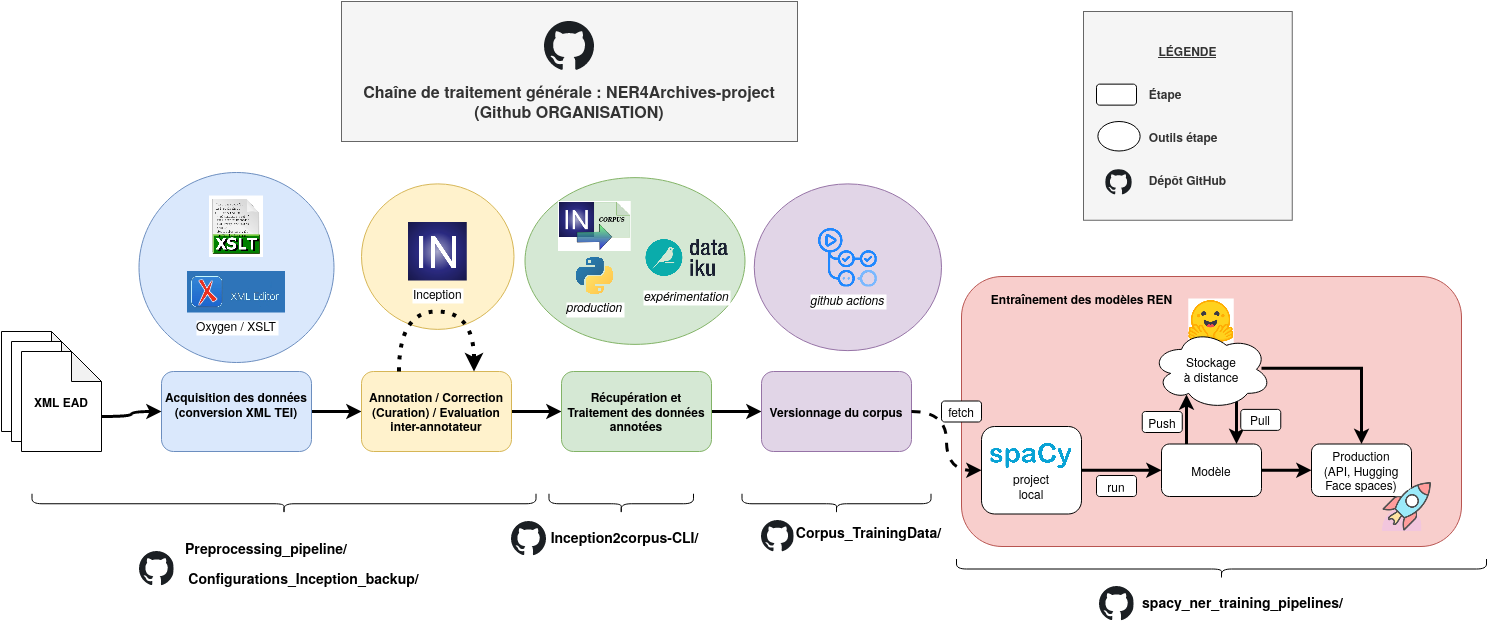 Chaîne de traitement générale : NER4Archives-project
(Github ORGANISATION)
LÉGENDE
Étape
Outils étape
Dépôt GitHub
XSLT
XML Editor
Oxygen / XSLT
IN
Inception
IN
CORPUS
production
data
iku
expérimentation
github actions
XML EAD
Acquisition des données
(conversion XML TEI)
Annotation / Correction
(Curation) / Evaluation
inter-annotateur
Récupération et
Traitement des données
annotées
Versionnage du corpus
fetch
Entraînement des modèles REN
Stockage
à distance
Push
Pull
spaCy
project
local
run
Modèle
Production
(API, Hugging
Face spaces)
Preprocessing_pipeline/
Configurations_Inception_backup/
Inception2corpus-CLI/
Corpus_TrainingData/
spacy_ner_training_pipelines/